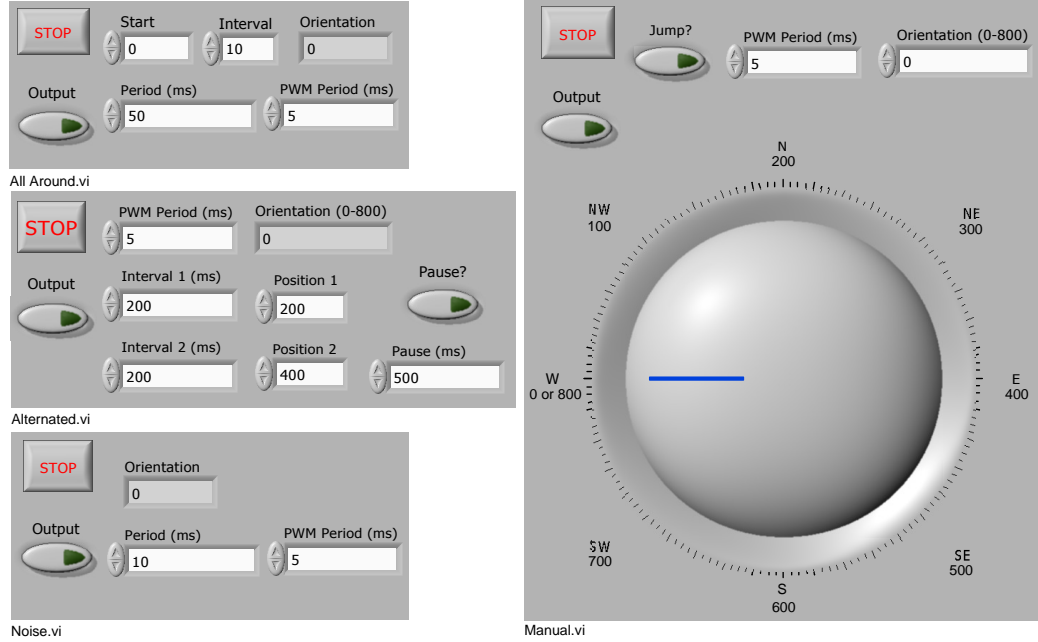 STOP
Start
Interval
Orientation
0
10
0
Output
Period (ms)
PWM Period (ms)
50
5
All Around.vi
STOP
PWM Period (ms)
Orientation (0-800)
5
0
Output
Interval 1 (ms)
Position 1
Pause?
200
200
Interval 2 (ms)
Position 2
Pause (ms)
200
400
500
Alternated.vi
STOP
Orientation
0
Output
Period (ms)
PWM Period (ms)
10
5
Noise.vi
STOP
Jump?
PWM Period (ms)
Orientation (0-800)
5
0
Output
N
200
NW
100
NE
300
W
0 or 800
E
400
SW
700
SE
500
S
600
Manual.vi